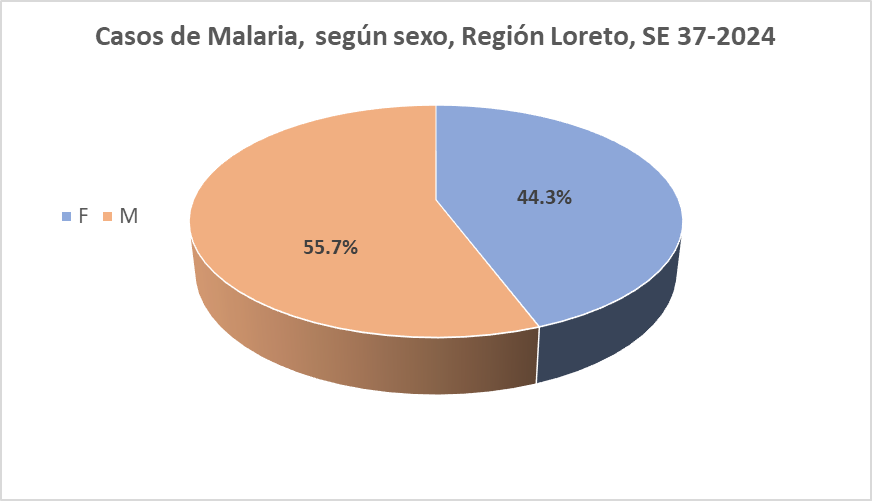 Casos de Malaria,  según sexo, Región Loreto, SE 37-2024
F M
44.3%
55.7%